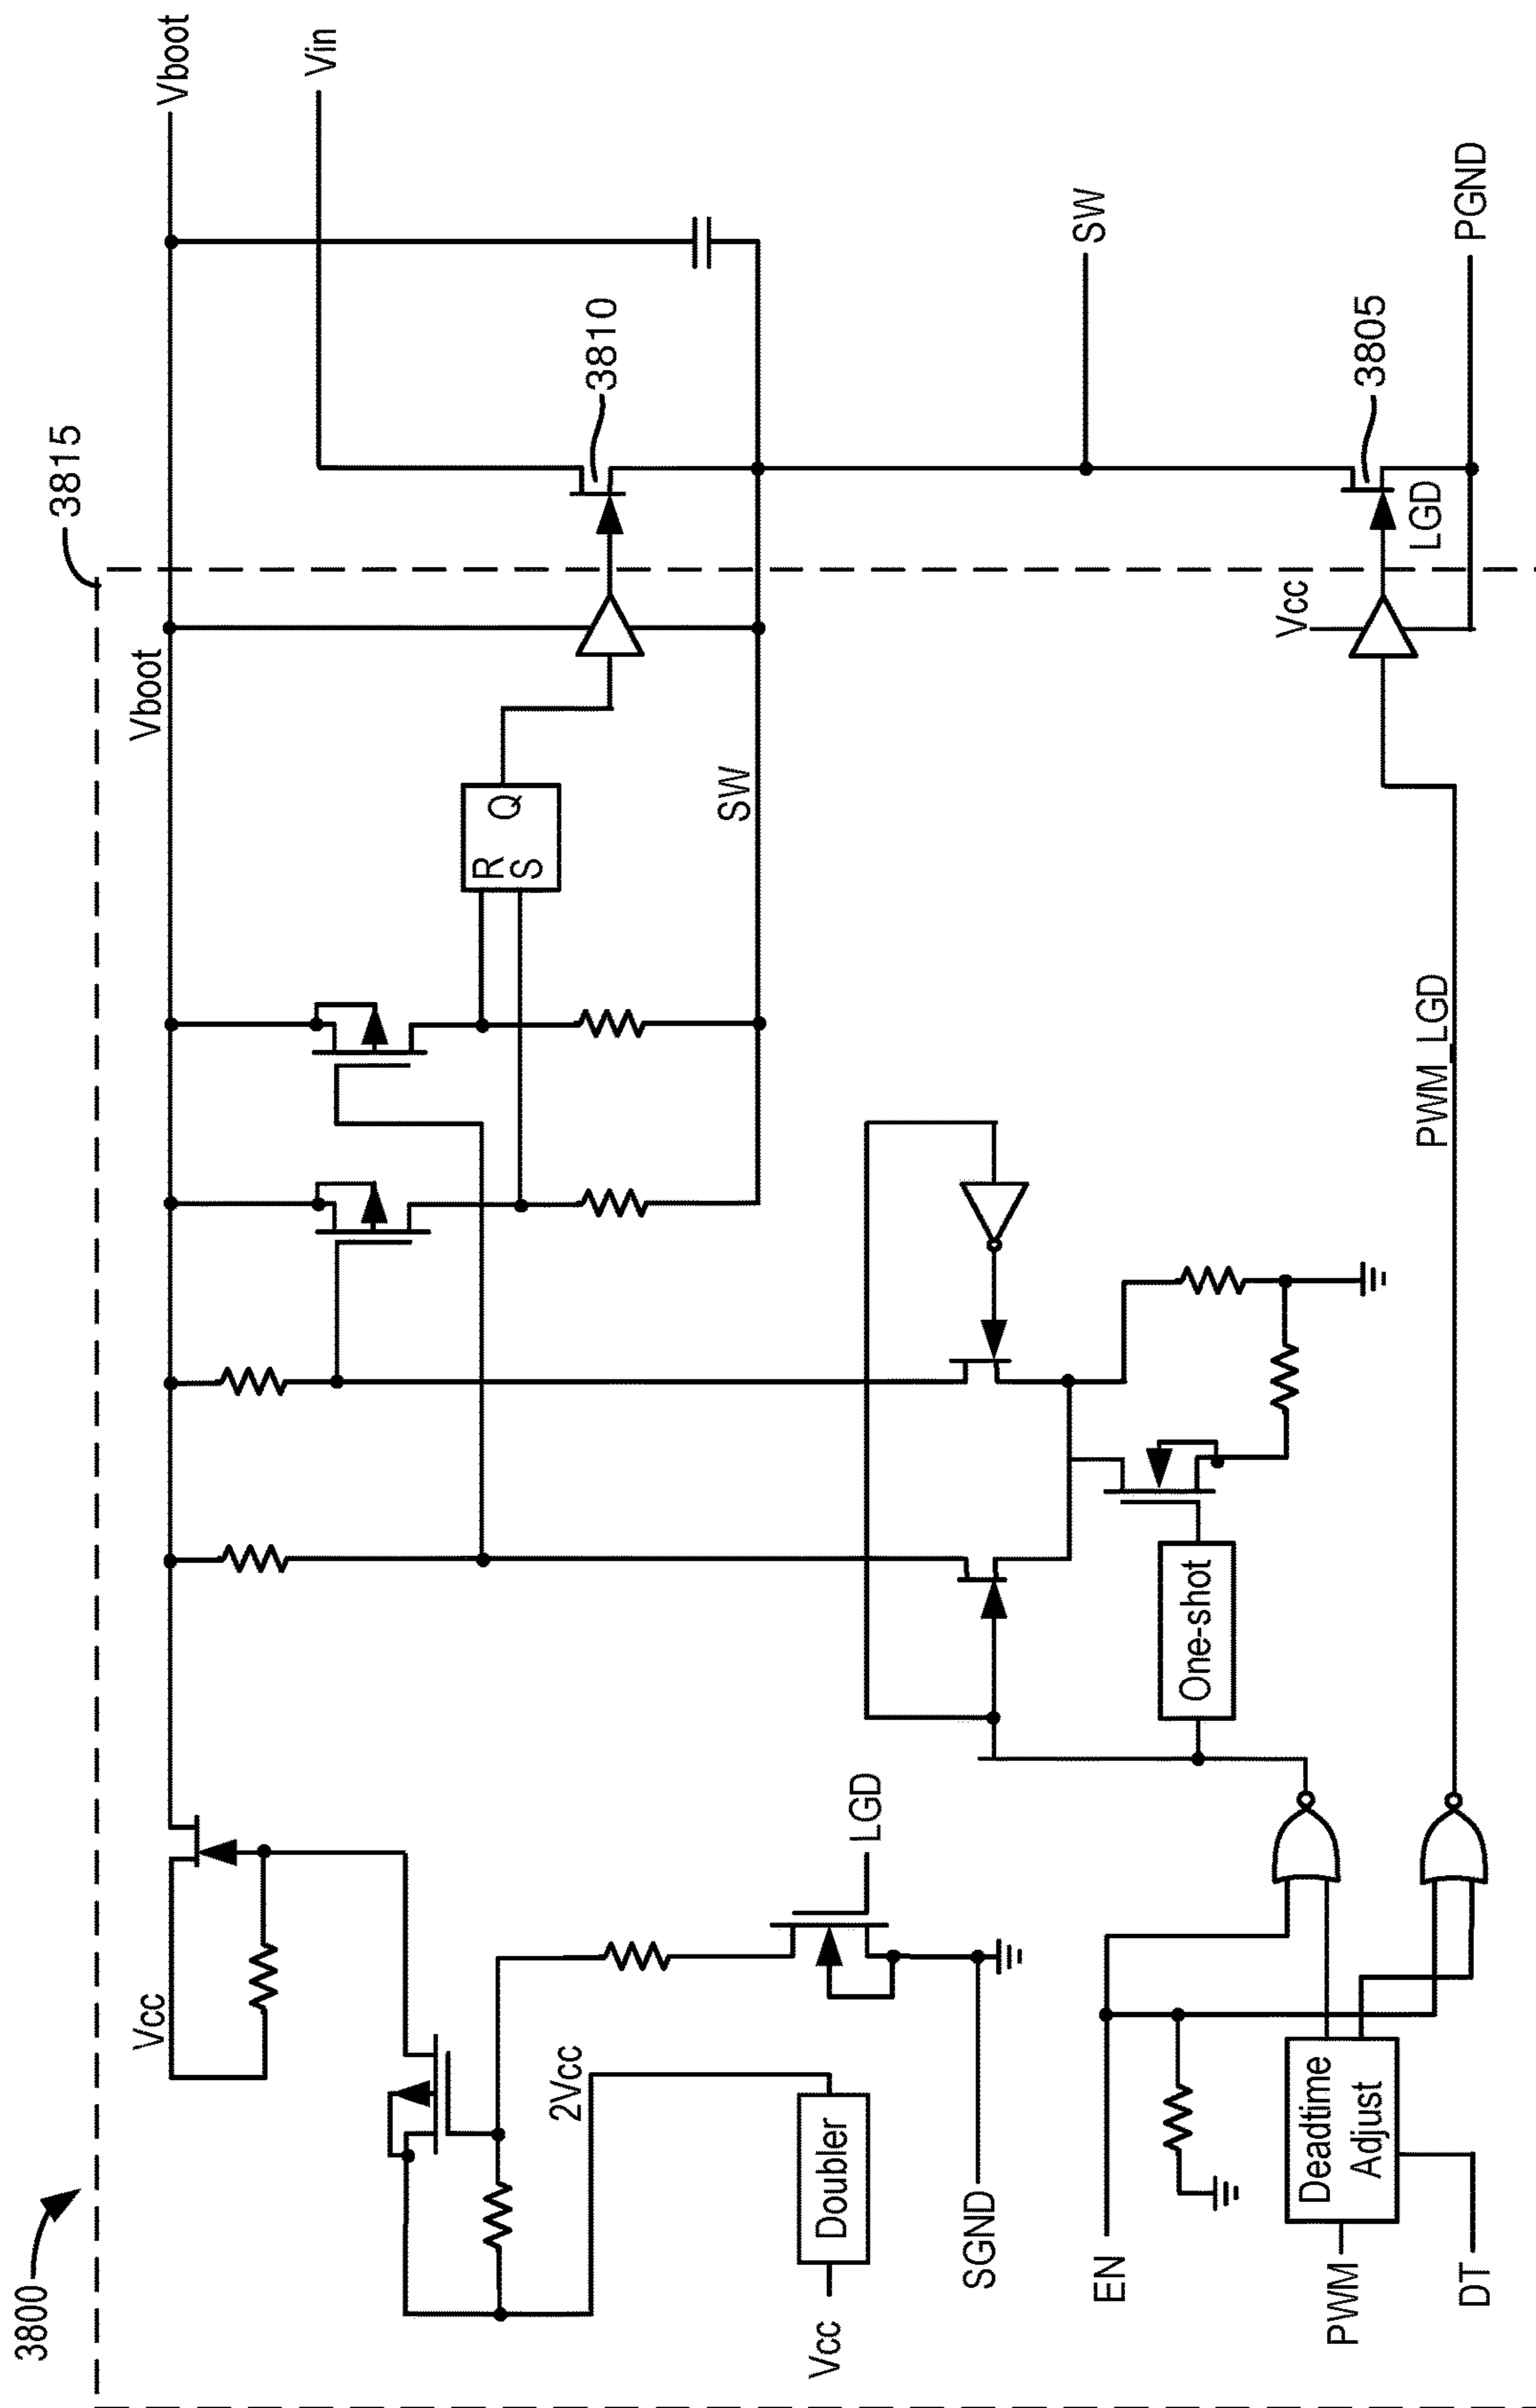 3800
3815
Vboot
Vin
Vcc
Vboot
3810
R Q
S
SW
2Vcc
LGD
Doubler
Vcc
SGND
SW
One-shot
EN
Vcc
3805
LGD
PWM
Deadtime
Adjust
DT
PWM_LGD
PGND